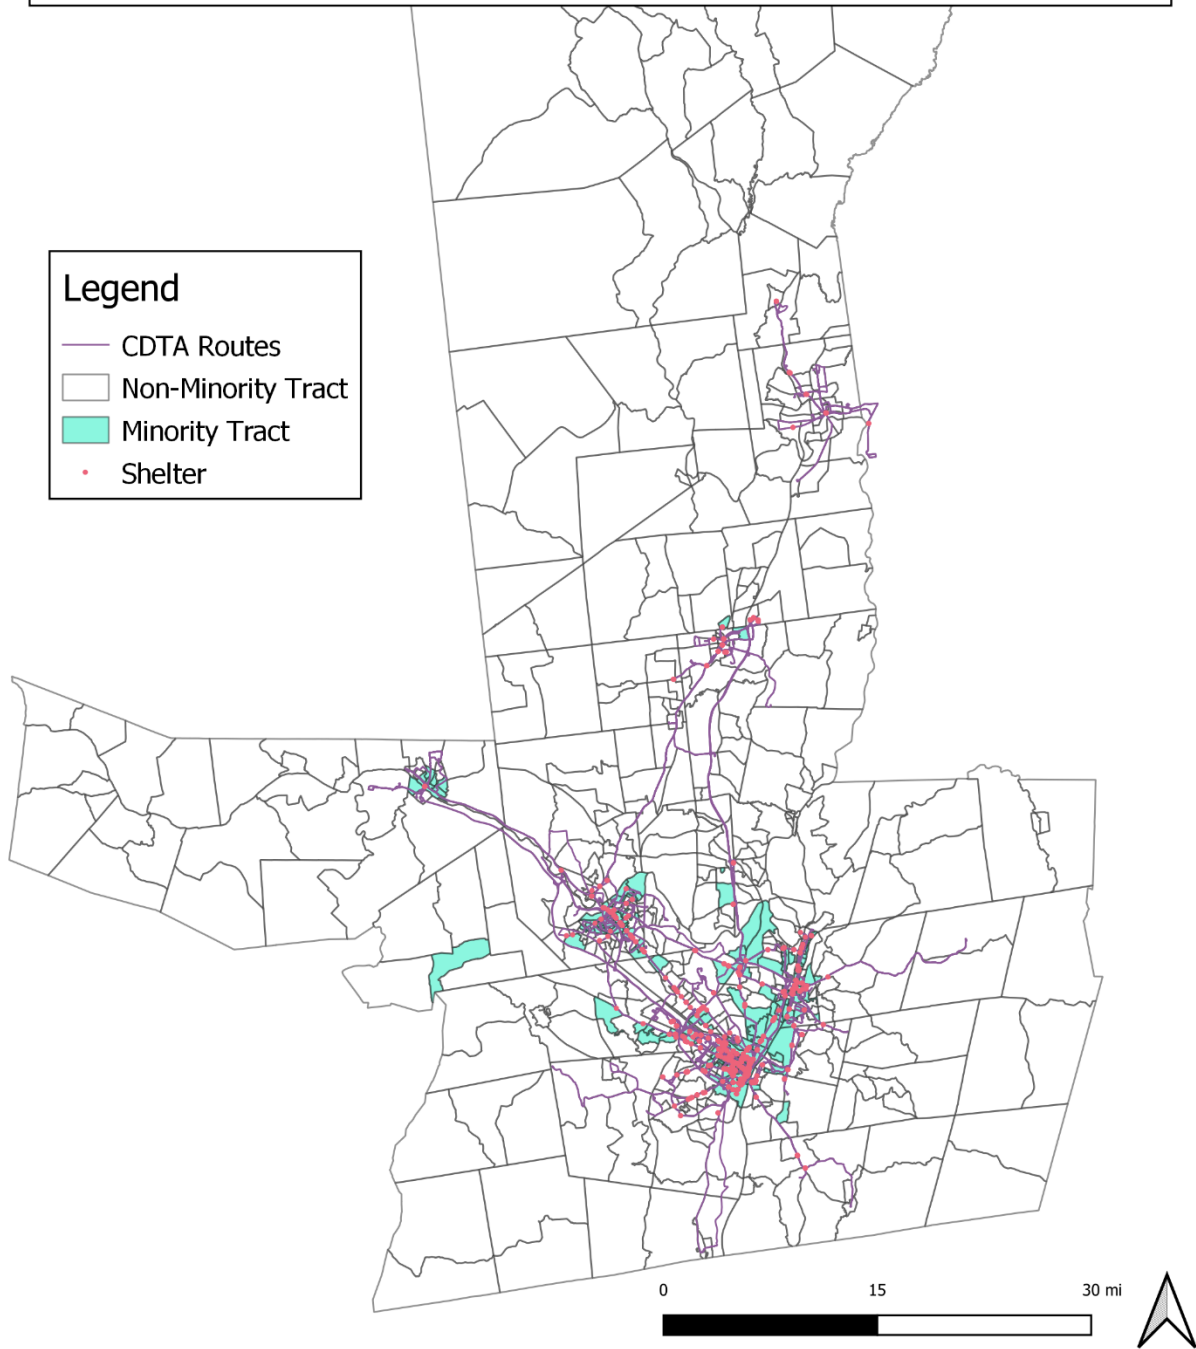 Legend
CDTA Routes
Non-Minority Tract
Minority Tract
Shelter
0 15 30 mi